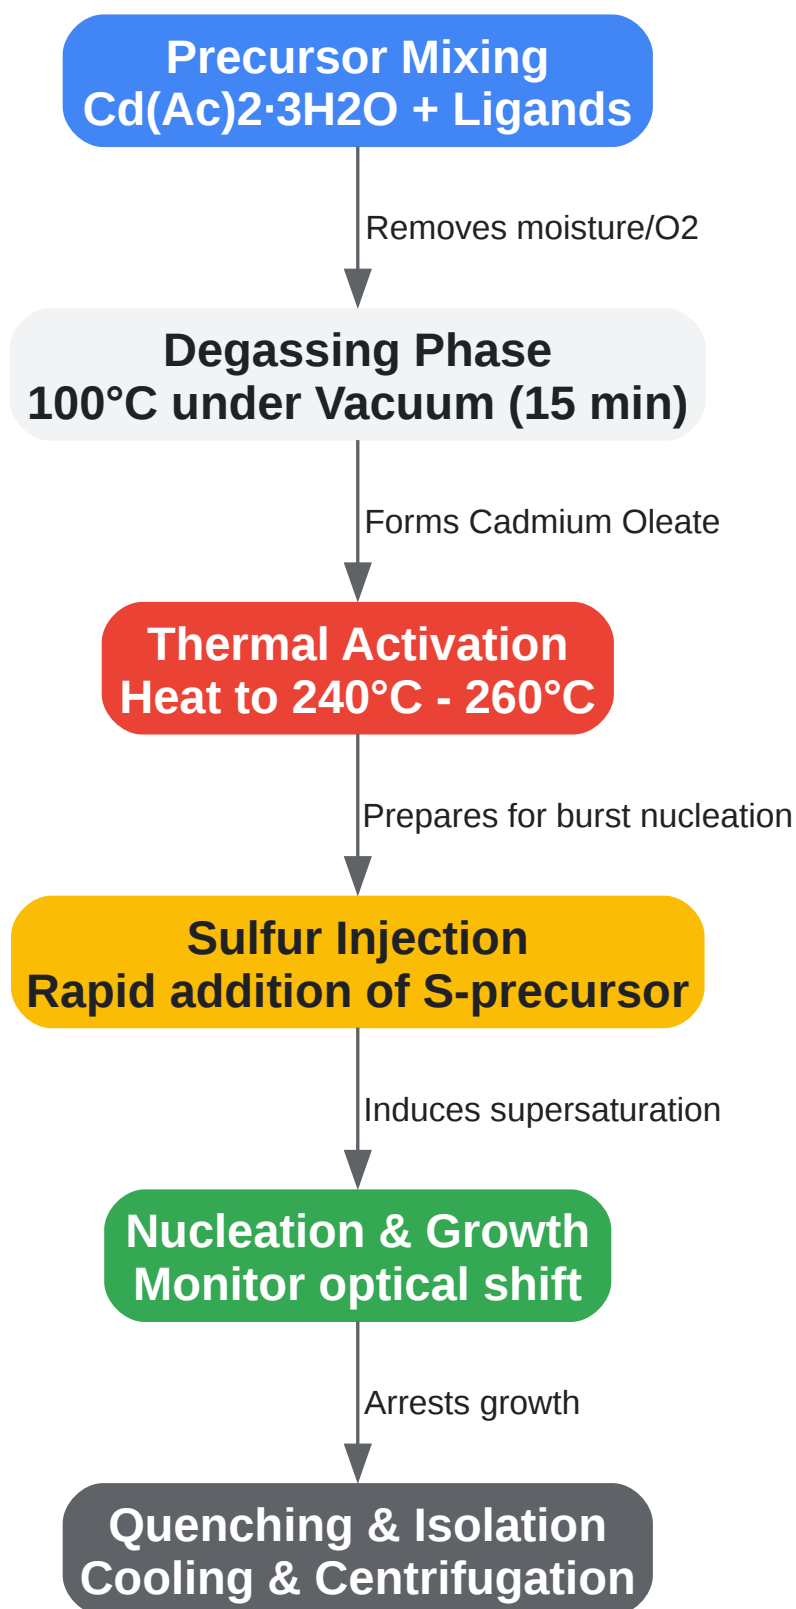 Precursor Mixing
Cd(Ac)2·3H2O + Ligands
Removes moisture/O2
Degassing Phase
100°C under Vacuum (15 min)
Forms Cadmium Oleate
Thermal Activation
Heat to 240°C - 260°C
Prepares for burst nucleation
Sulfur Injection
Rapid addition of S-precursor
Induces supersaturation
Nucleation & Growth
Monitor optical shift
Arrests growth
Quenching & Isolation
Cooling & Centrifugation